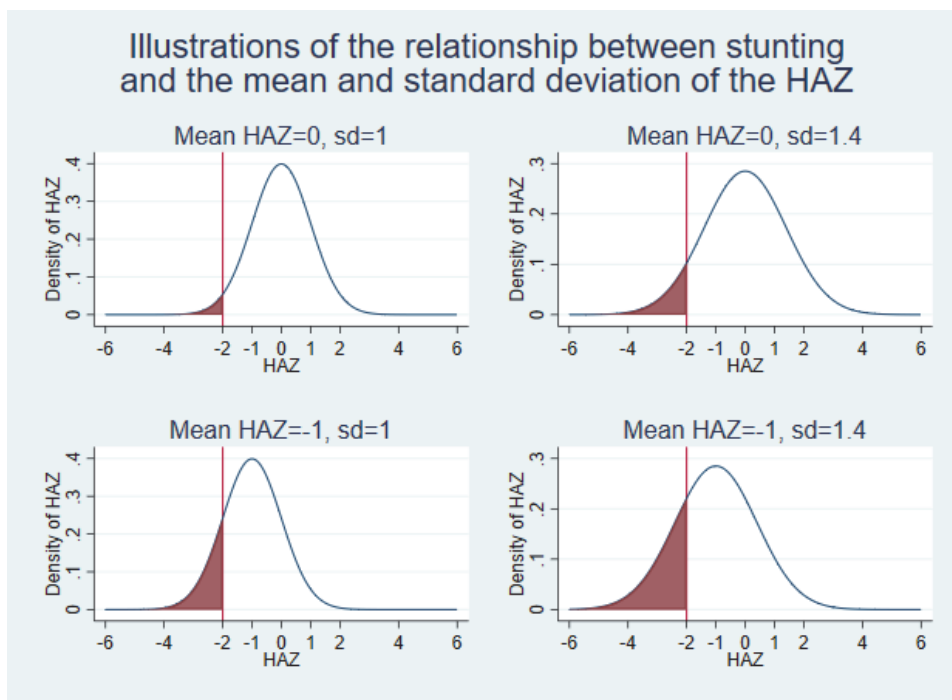 Illustrations of the relationship between stunting
and the mean and standard deviation of the HAZ
Mean HAZ=0, sd=1
Density of HAZ
.4
.3
.2
.1
0
-6 -4 -2 -1 0 1 2 4 6
HAZ
Mean HAZ=0, sd=1.4
Density of HAZ
.3
.2
.1
0
-6 -4 -2 -1 0 1 2 4 6
HAZ
Mean HAZ=-1, sd=1
Density of HAZ
.4
.3
.2
.1
0
-6 -4 -2 -1 0 1 2 4 6
HAZ
Mean HAZ=-1, sd=1.4
Density of HAZ
.3
.2
.1
0
-6 -4 -2 -1 0 1 2 4 6
HAZ